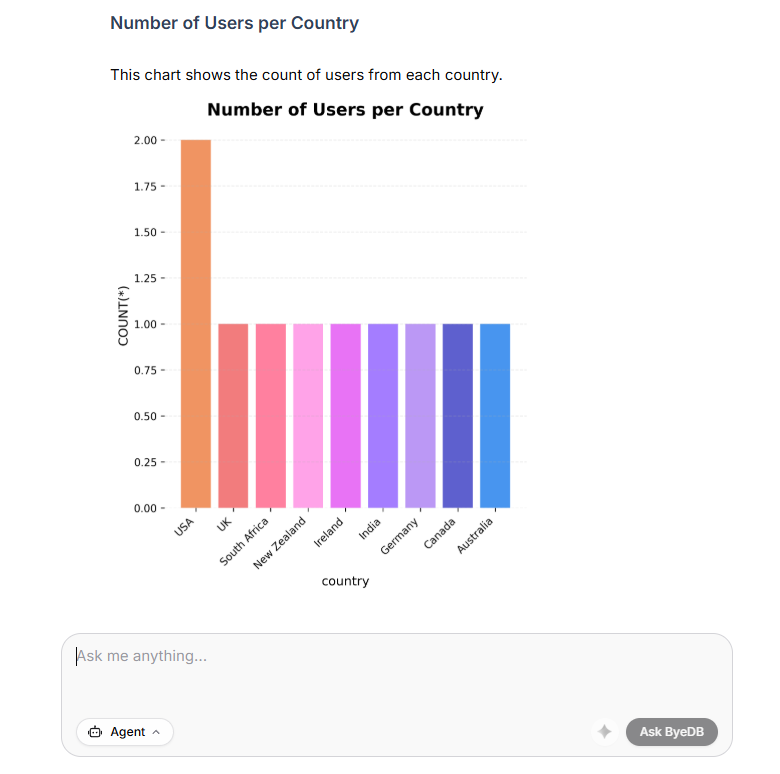 Number of Users per Country
This chart shows the count of users from each country.
Number of Users per Country
2.00
1.75
1.50
1.25
1.00
0.75
0.50
0.25
0.00
COUNT(*)
USA
UK
South Africa
New Zealand
Ireland
India
Germany
Canada
Australia
country
Ask me anything...
Agent
Ask ByeDB